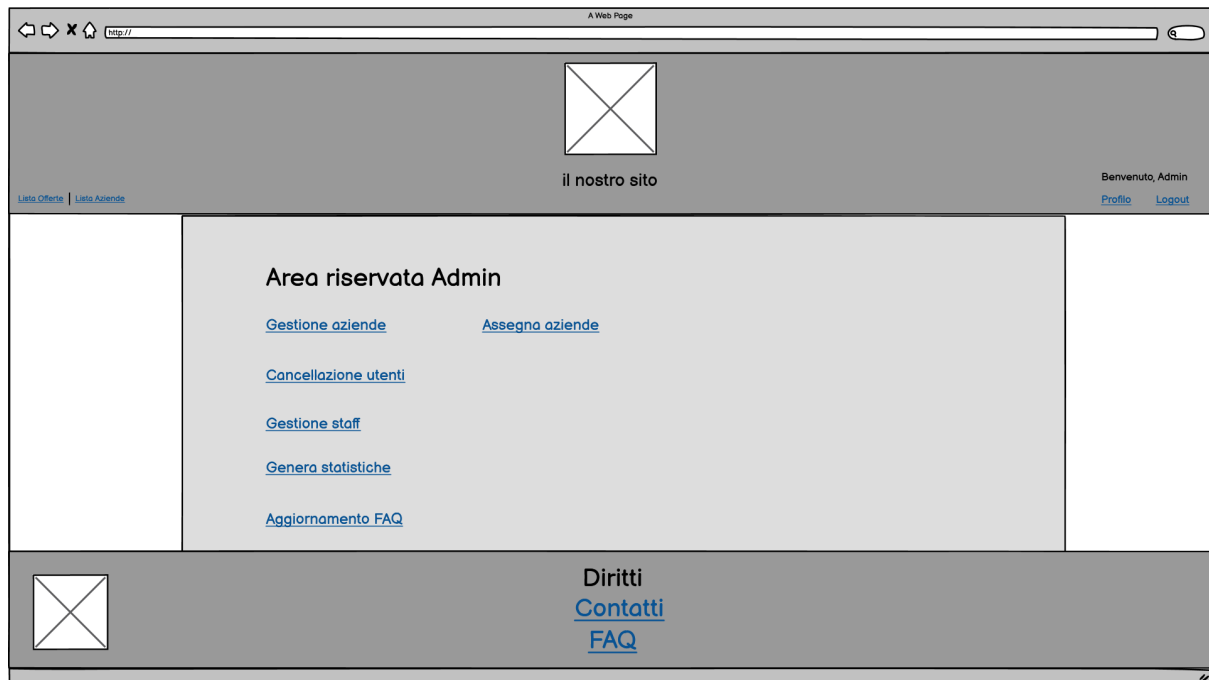 A Web Page
http://
il nostro sito
Benvenuto, Admin
Lista Offerte | Lista Aziende
Profilo Logout
Area riservata Admin
Gestione aziende Assegna aziende
Cancellazione utenti
Gestione staff
Genera statistiche
Aggiornamento FAQ
Diritti
Contatti
FAQ